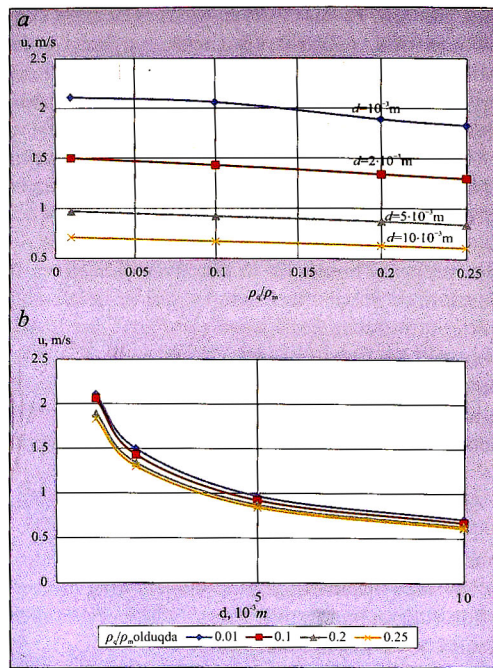 a
u, m/s
2.5
2
1.5
1
0.5
d=10⁻³m
d=2·10⁻³m
d=5·10⁻³m
d=10·10⁻³m
0 0.05 0.1 0.15 0.2 0.25
ρq/ρm
b
u, m/s
2.5
2
1.5
1
0.5
0
5 10
d, 10⁻³m
ρq/ρm olduqda 0.01 0.1 0.2 0.25